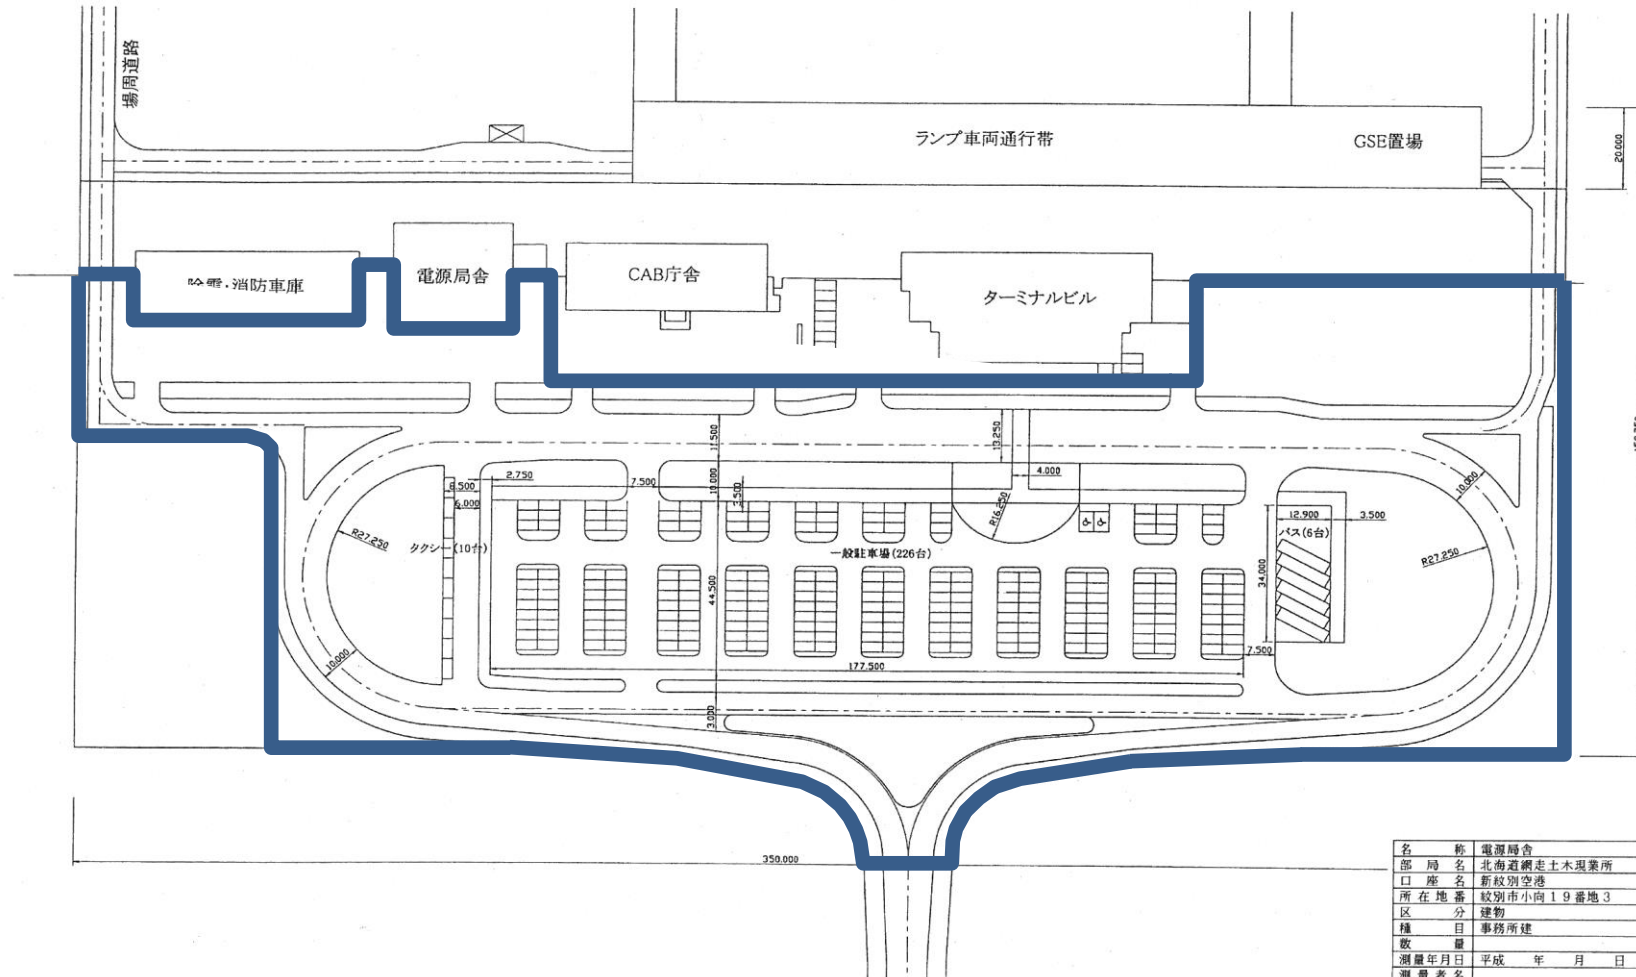 場周道路
ランプ車両通行帯
GSE置場
20.000
電源局舎
CAB庁舎
除雪・消防車庫
ターミナルビル
11.500
13.250
2.750
7.500
10.000
3.500
4.000
6.500
6.000
R16.250
10.000
12.900
3.500
R27.250
タクシー(10台)
一般駐車場(226台)
バス(6台)
R27.250
44.500
34.000
10.000
177.500
7.500
3.000
350.000
名称 電源局舎
部局名 北海道網走土木現業所
口座名 新紋別空港
所在地番 紋別市小向19番地3
区分 建物
種目 事務所建
数量
測量年月日 平成 年 月 日
測量者名